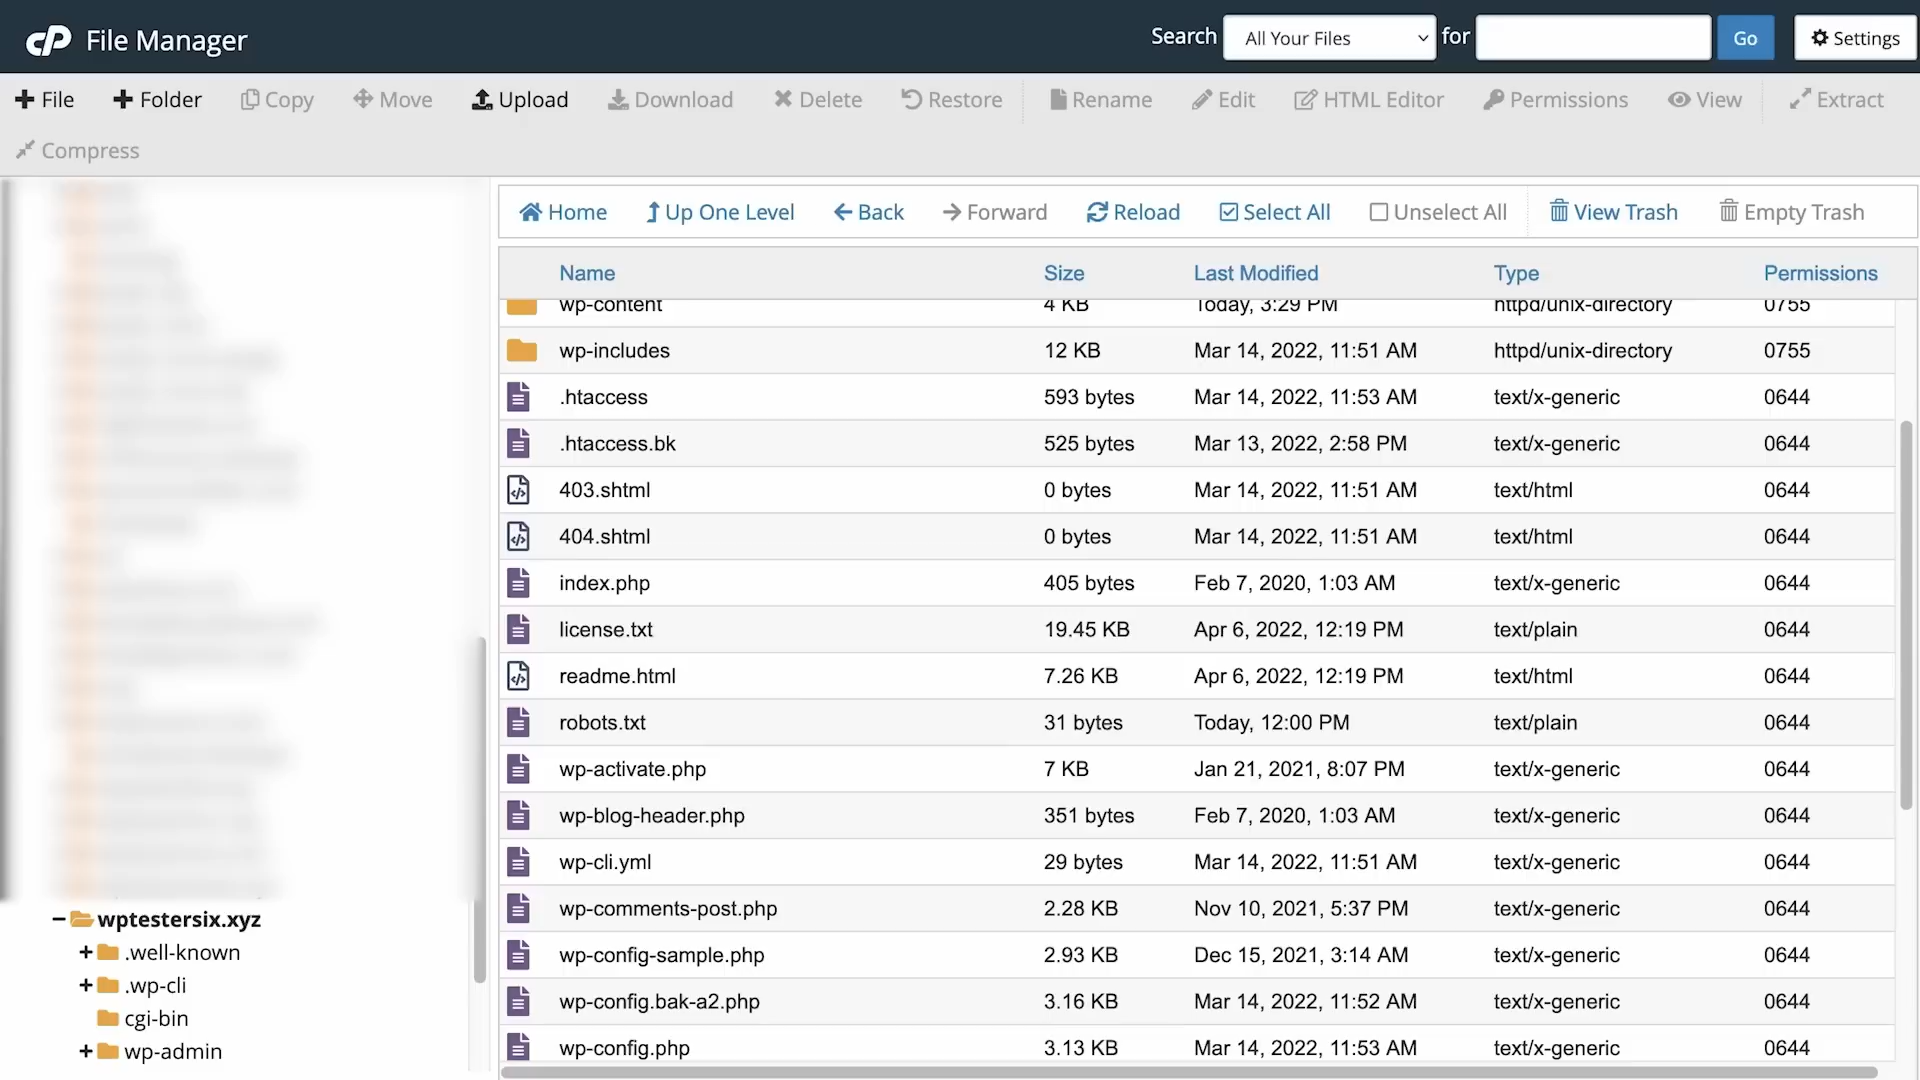 cP File Manager
Search All Your Files for Go Settings
File Folder Copy Move Upload Download Delete Restore Rename Edit HTML Editor Permissions View Extract
Compress
Home Up One Level Back Forward Reload Select All Unselect All View Trash Empty Trash
Name Size Last Modified Type Permissions
wp-content 4 KB Today, 3:29 PM httpd/unix-directory 0755
wp-includes 12 KB Mar 14, 2022, 11:51 AM httpd/unix-directory 0755
.htaccess 593 bytes Mar 14, 2022, 11:53 AM text/x-generic 0644
.htaccess.bk 525 bytes Mar 13, 2022, 2:58 PM text/x-generic 0644
403.shtml 0 bytes Mar 14, 2022, 11:51 AM text/html 0644
404.shtml 0 bytes Mar 14, 2022, 11:51 AM text/html 0644
index.php 405 bytes Feb 7, 2020, 1:03 AM text/x-generic 0644
license.txt 19.45 KB Apr 6, 2022, 12:19 PM text/plain 0644
readme.html 7.26 KB Apr 6, 2022, 12:19 PM text/html 0644
robots.txt 31 bytes Today, 12:00 PM text/plain 0644
wp-activate.php 7 KB Jan 21, 2021, 8:07 PM text/x-generic 0644
wp-blog-header.php 351 bytes Feb 7, 2020, 1:03 AM text/x-generic 0644
wp-cli.yml 29 bytes Mar 14, 2022, 11:51 AM text/x-generic 0644
wp-comments-post.php 2.28 KB Nov 10, 2021, 5:37 PM text/x-generic 0644
wp-config-sample.php 2.93 KB Dec 15, 2021, 3:14 AM text/x-generic 0644
wp-config.bak-a2.php 3.16 KB Mar 14, 2022, 11:52 AM text/x-generic 0644
wp-config.php 3.13 KB Mar 14, 2022, 11:53 AM text/x-generic 0644
wptestersix.xyz
.well-known
.wp-cli
cgi-bin
wp-admin